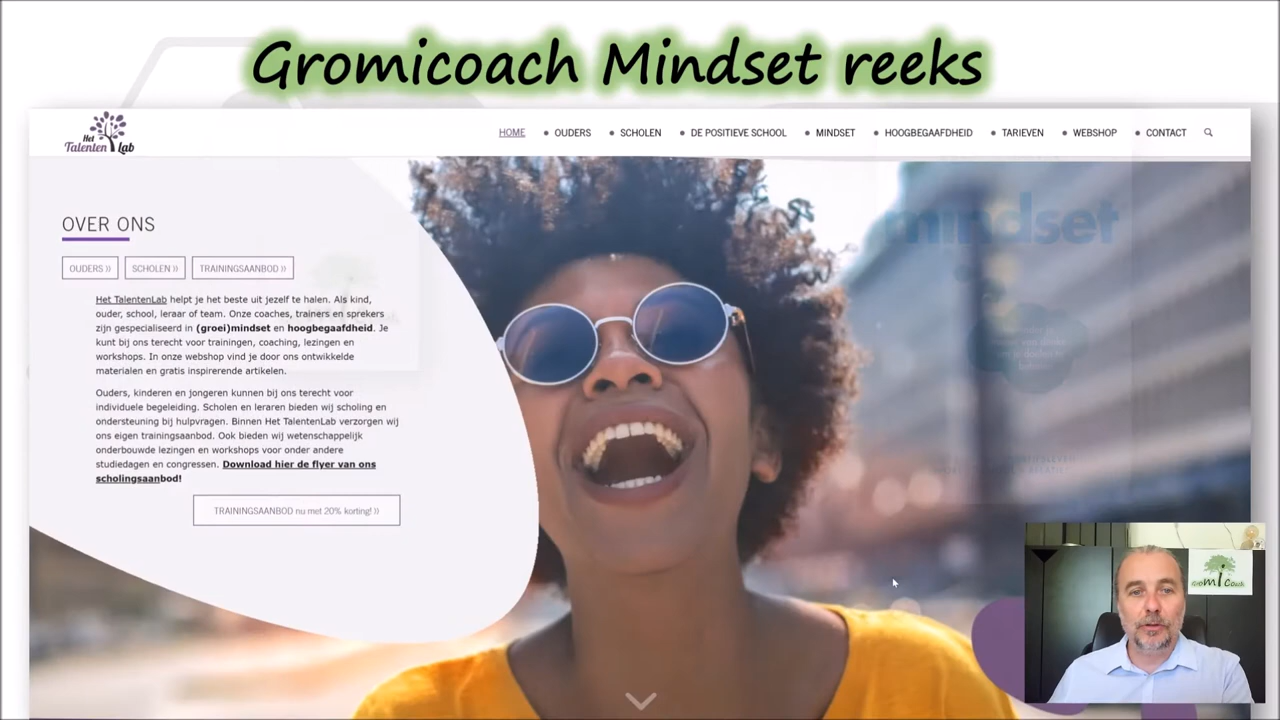 Gromicoach Mindset reeks
Het
Talenten Lab
HOME
OUDERS
SCHOLEN
DE POSITIEVE SCHOOL
MINDSET
HOOGBEGAAFDHEID
TARIEVEN
WEBSHOP
CONTACT
mindset
OVER ONS
OUDERS ⟩⟩
SCHOLEN ⟩⟩
TRAININGSAANBOD ⟩⟩
Het TalentenLab helpt je het beste uit jezelf te halen. Als kind,
ouder, school, leraar of team. Onze coaches, trainers en sprekers
zijn gespecialiseerd in (groei)mindset en hoogbegaafdheid. Je
kunt bij ons terecht voor trainingen, coaching, lezingen en
workshops. In onze webshop vind je door ons ontwikkelde
materialen en gratis inspirerende artikelen.
Ouders, kinderen en jongeren kunnen bij ons terecht voor
individuele begeleiding. Scholen en leraren bieden wij scholing en
ondersteuning bij hulpvragen. Binnen Het TalentenLab verzorgen wij
ons eigen trainingsaanbod. Ook bieden wij wetenschappelijk
onderbouwde lezingen en workshops voor onder andere
studiedagen en congressen. Download hier de flyer van ons
scholingsaanbod!
TRAININGSAANBOD nu met 20% korting! ⟩⟩
GromiCoach